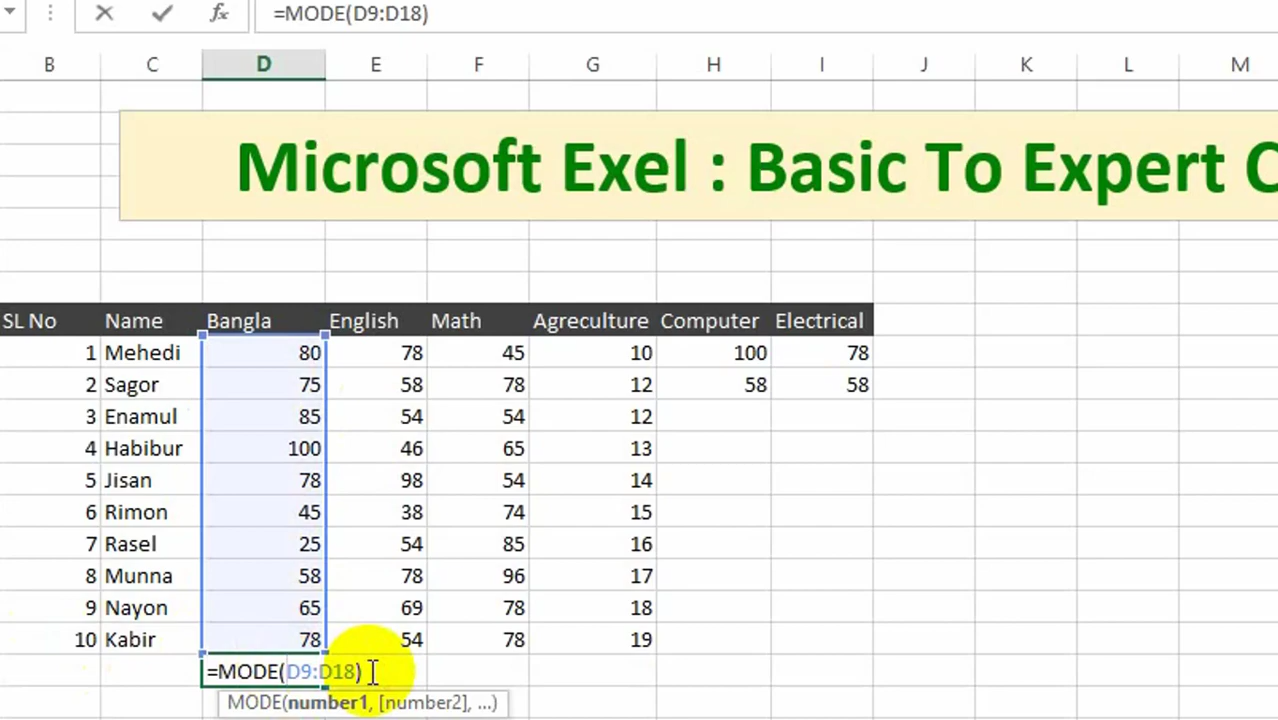 fx =MODE(D9:D18)
B C D E F G H I J K L M
Microsoft Exel : Basic To Expert C
SL No Name Bangla English Math Agreculture Computer Electrical
1 Mehedi 80 78 45 10 100 78
2 Sagor 75 58 78 12 58 58
3 Enamul 85 54 54 12
4 Habibur 100 46 65 13
5 Jisan 78 98 54 14
6 Rimon 45 38 74 15
7 Rasel 25 54 85 16
8 Munna 58 78 96 17
9 Nayon 65 69 78 18
10 Kabir 78 54 78 19
=MODE(D9:D18)
MODE(number1, [number2], ...)